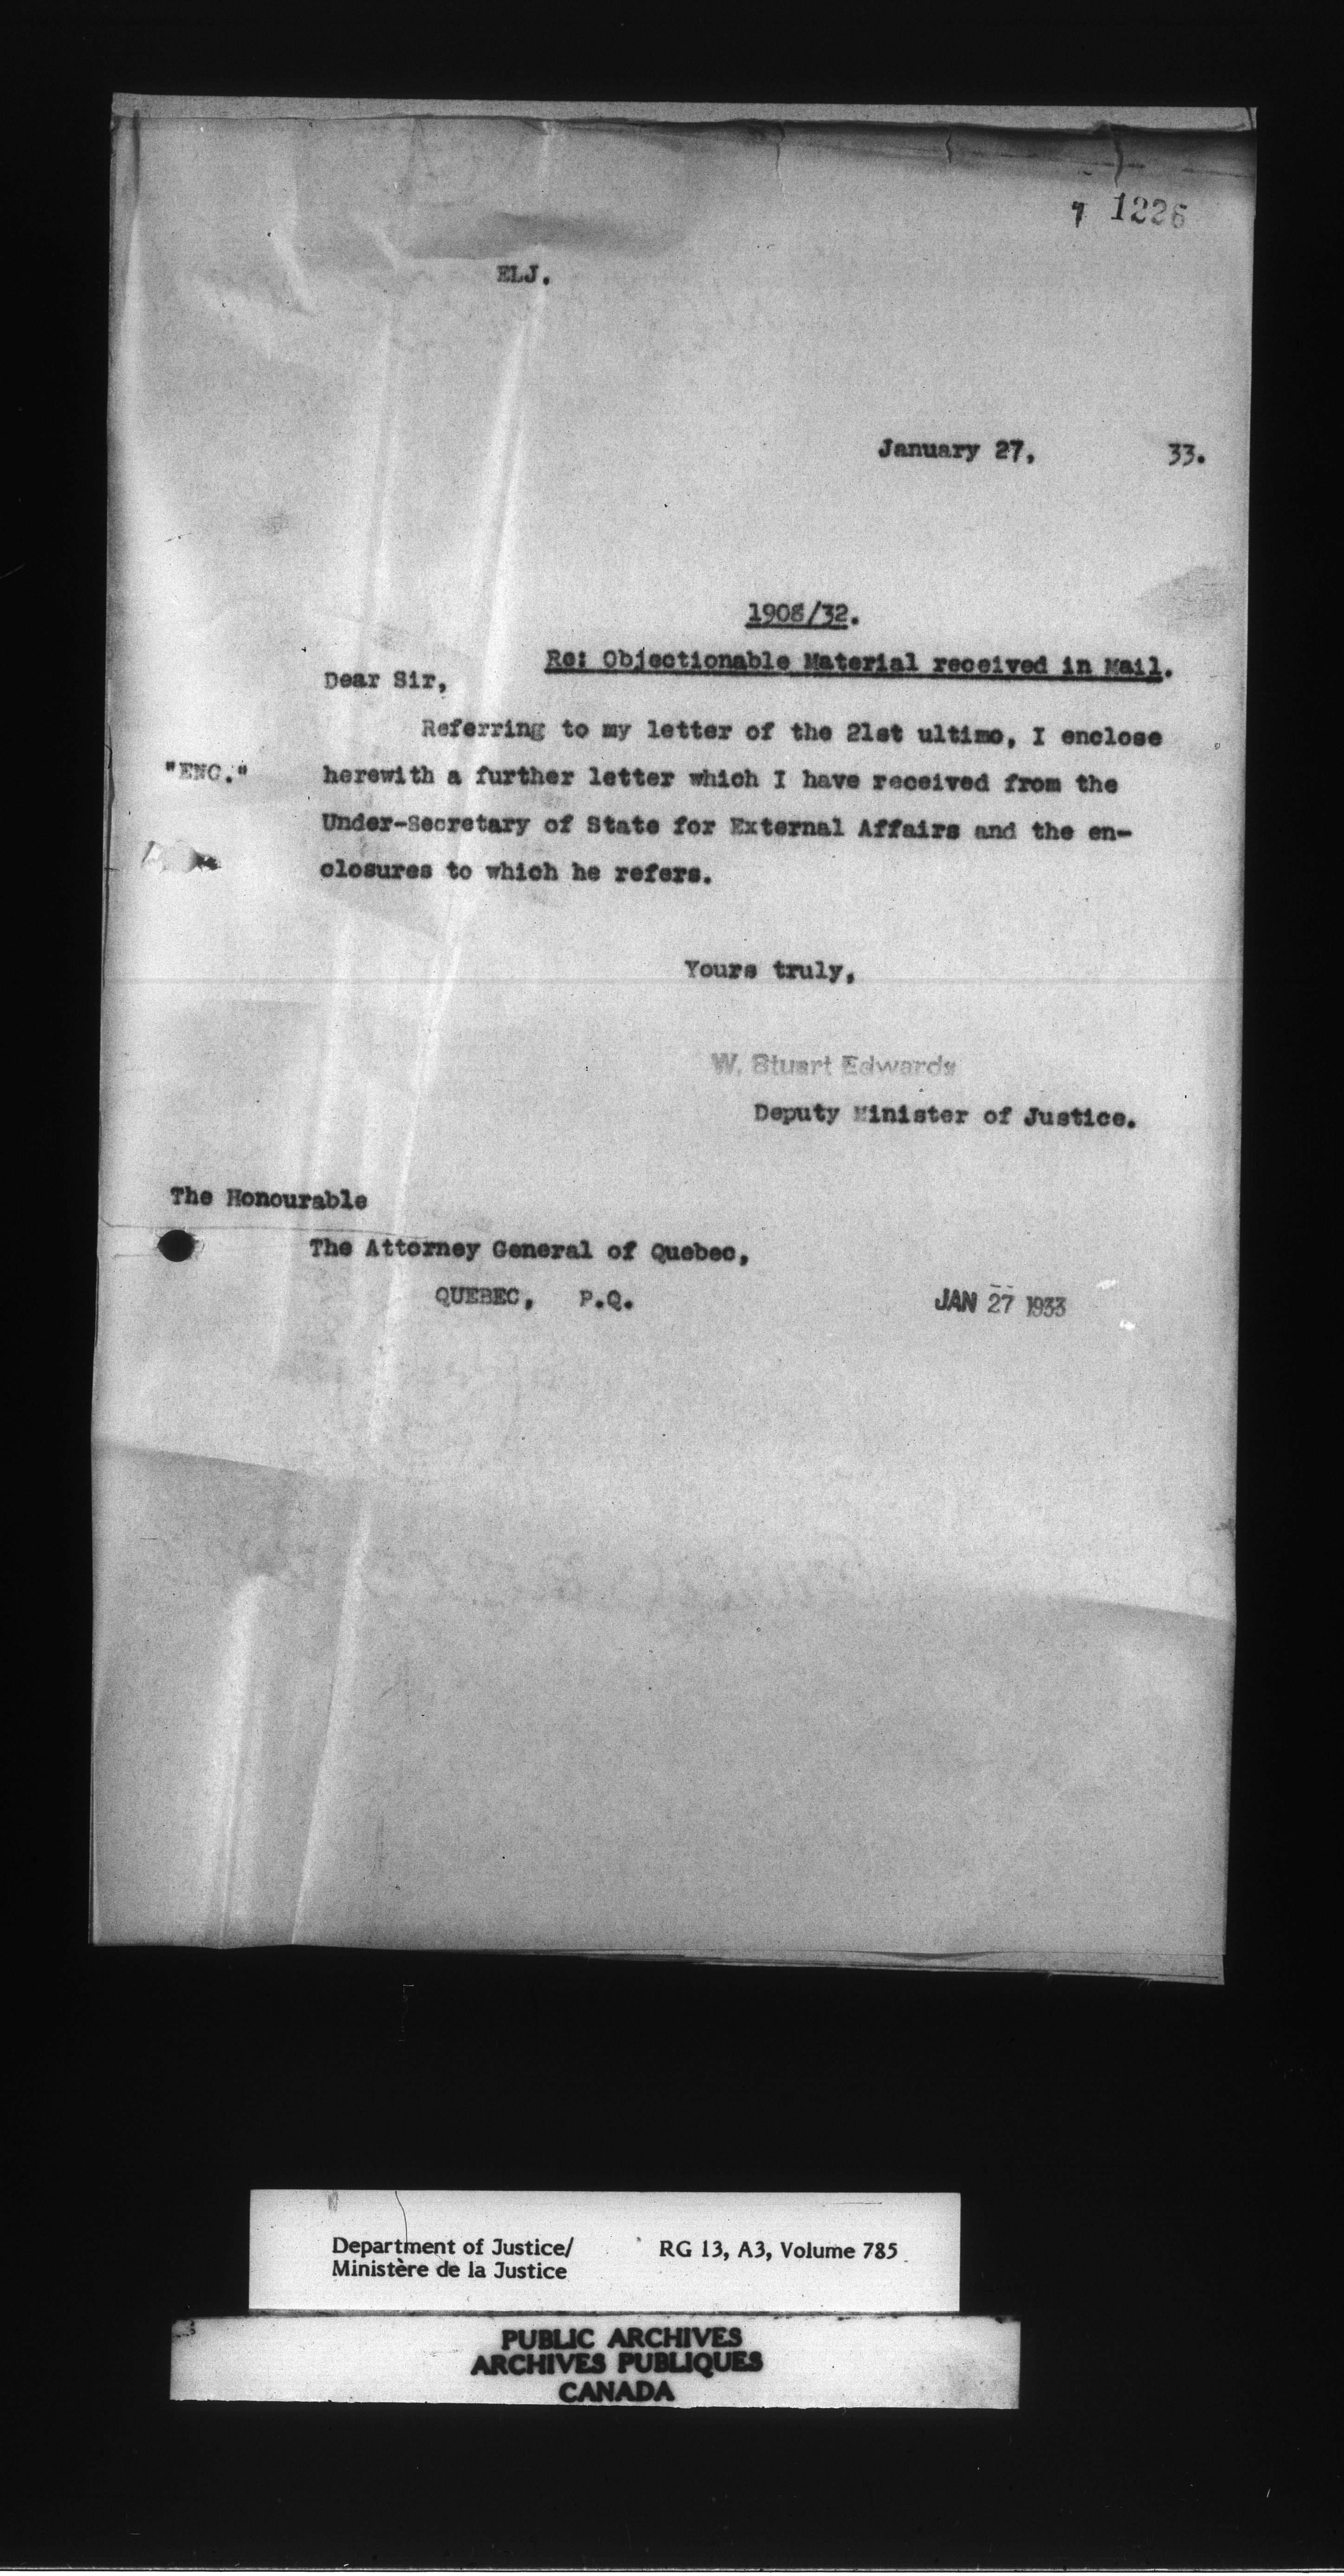 1226
ELJ.
January 27, 33.
1908/32.
Re: Objectionable Material received in Mail.
Dear Sir,
Referring to my letter of the 21st ultimo, I enclose
"ENC." herewith a further letter which I have received from the
Under-Secretary of State for External Affairs and the en-
closures to which he refers.
Yours truly,
W. Stuart Edwards
Deputy Minister of Justice.
The Honourable
The Attorney General of Quebec,
QUEBEC, P.Q.
JAN 27 1933
Department of Justice/ RG 13, A3, Volume 785
Ministère de la Justice
PUBLIC ARCHIVES
ARCHIVES PUBLIQUES
CANADA